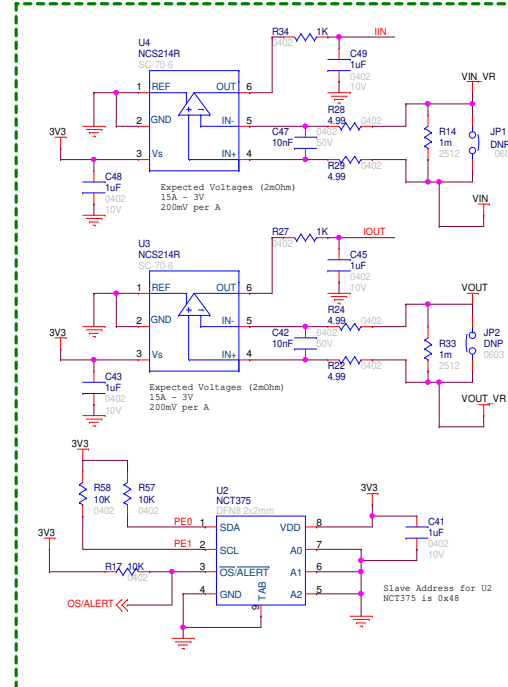 U4
NCS214R
SC-70-6
R34
1K
0402
IIN
C49
1uF
0402
10V
1 REF OUT 6
2 GND
IN- 5
3 Vs IN+ 4
3V3
C48
1uF
0402
10V
C47
10nF
0402
50V
R28
4.99
0402
R29
4.99
0402
VIN_VR
R14
1m
2512
JP1
DNP
060
VIN
Expected Voltages (2mOhm)
15A - 3V
200mV per A
U3
NCS214R
SC-70-6
R27
1K
0402
IOUT
C45
1uF
0402
10V
1 REF OUT 6
2 GND
IN- 5
3 Vs IN+ 4
3V3
C43
1uF
0402
10V
C42
10nF
0402
50V
R24
4.99
0402
R22
4.99
0402
VOUT
R33
1m
2512
JP2
DNP
0603
VOUT_VR
Expected Voltages (2mOhm)
15A - 3V
200mV per A
3V3
R58
10K
0402
R57
10K
0402
U2
NCT375
DFN8 2x2mm
3V3
PE0 1 SDA VDD 8
PE1 2 SCL A0 7
3 OS/ALERT A1 6
4 GND A2 5
TAB
9
3V3
R17 10K
0402
OS/ALERT
C41
1uF
0402
10V
Slave Address for U2
NCT375 is 0x48